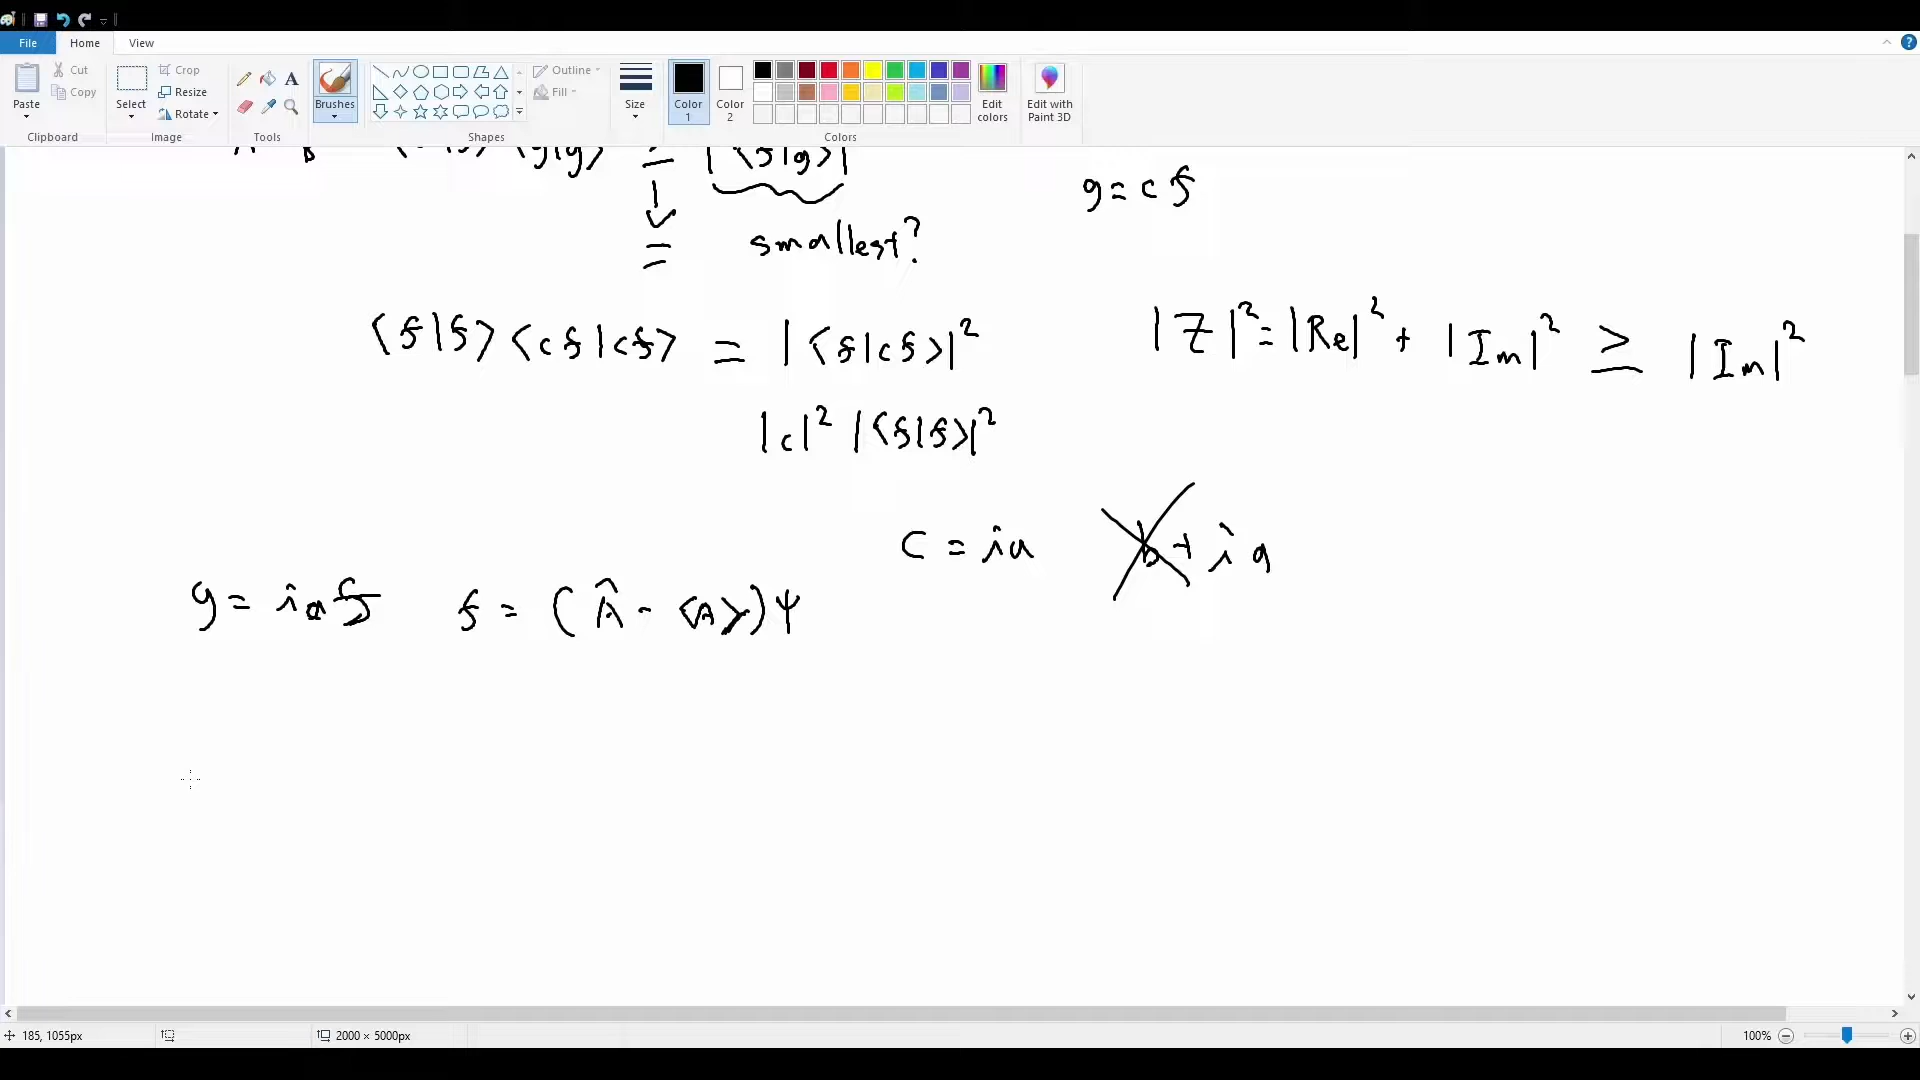 File Home View
Paste Cut Copy Clipboard
Select Crop Resize Rotate Image
A Tools
Brushes
Outline Fill Shapes
Size
Color 1 Color 2 Edit colors Colors
Edit with Paint 3D
|<f|g>|
g = c f
=
smallest?
<f|f> <cf|cf> = |<f|cf>|²
|Z|² = |Re|² + |Im|² ≥ |Im|²
|c|² |<f|f>|²
c = ia b + ia
g = iaf f = (Â - <A>)ψ
185, 1055px 2000 × 5000px 100%